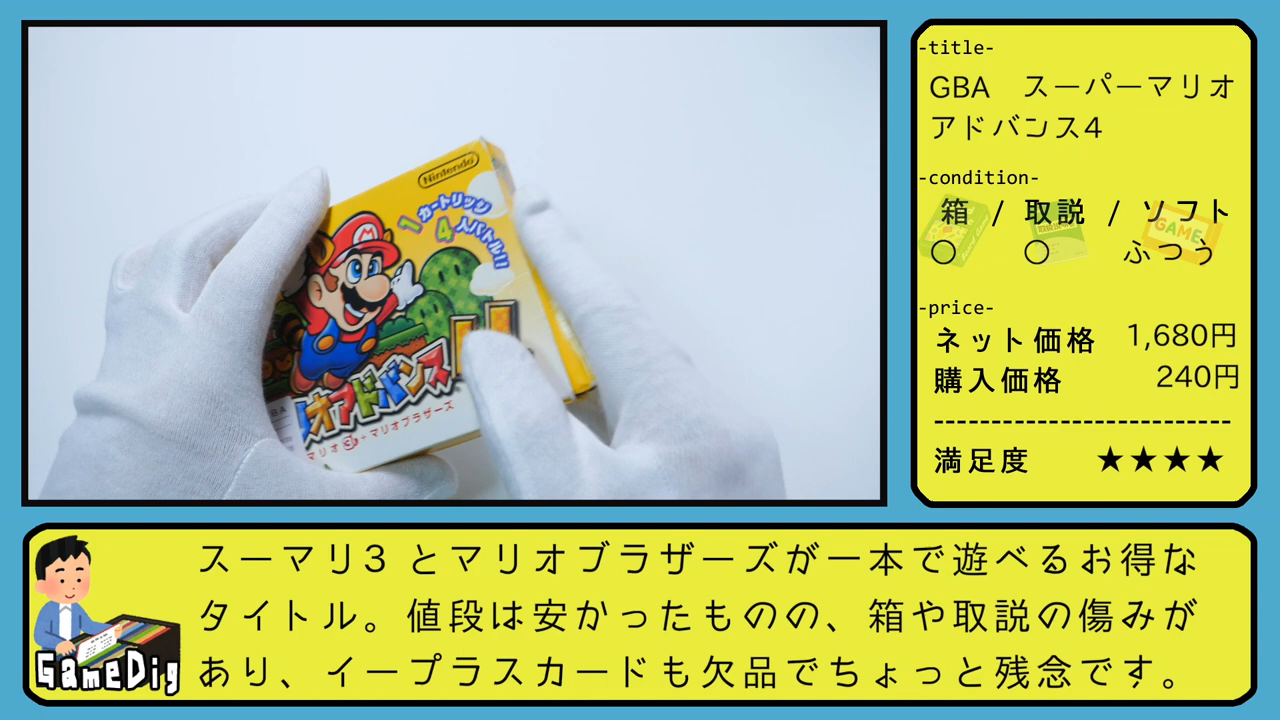 -title-
GBA　スーパーマリオ
アドバンス4
-condition-
箱 / 取説 / ソフト
GAME
○ ○ ふつう
-price-
ネット価格 1,680円
購入価格 240円
-------------------------
満足度 ★★★★
Nintendo
1カートリッジ
4人バトル!!
オアドバンス
マリオ3+マリオブラザーズ
スーマリ3 とマリオブラザーズが一本で遊べるお得な
タイトル。値段は安かったものの、箱や取説の傷みが
あり、イープラスカードも欠品でちょっと残念です。
GameDig